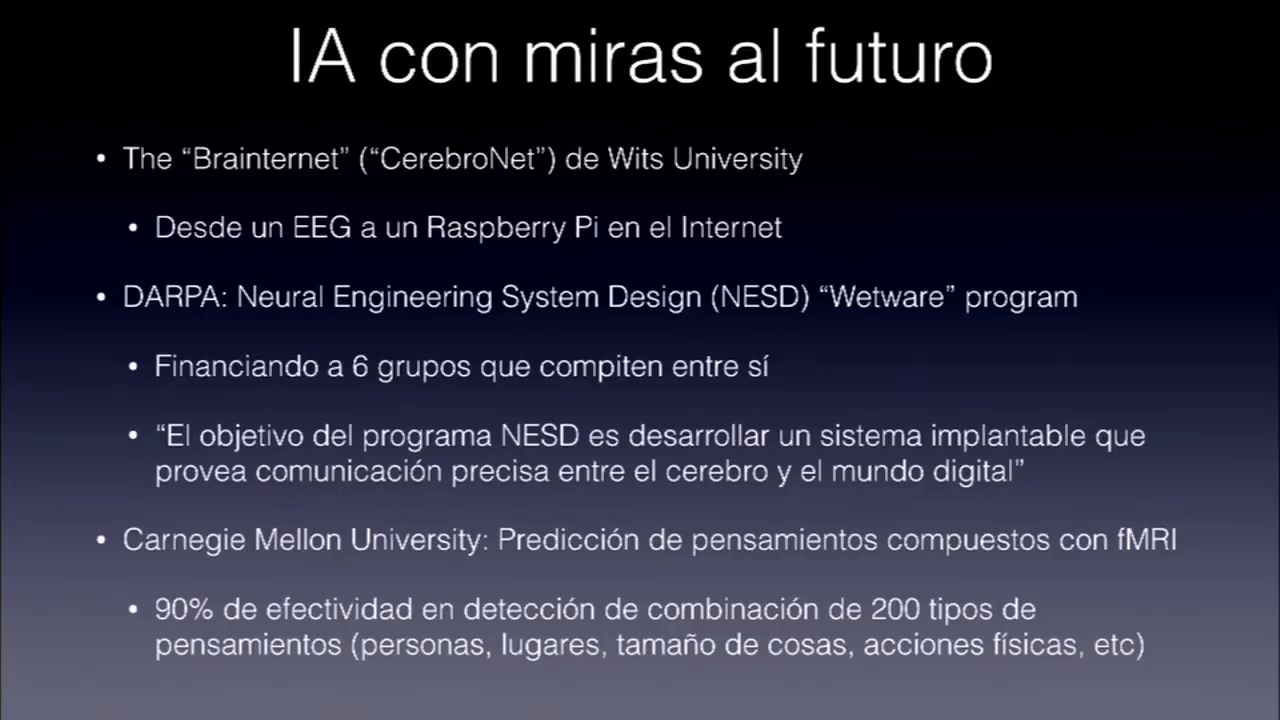 IA con miras al futuro
• The “Brainternet” (“CerebroNet”) de Wits University
• Desde un EEG a un Raspberry Pi en el Internet
• DARPA: Neural Engineering System Design (NESD) “Wetware” program
• Financiando a 6 grupos que compiten entre sí
• “El objetivo del programa NESD es desarrollar un sistema implantable que
provea comunicación precisa entre el cerebro y el mundo digital”
• Carnegie Mellon University: Predicción de pensamientos compuestos con fMRI
• 90% de efectividad en detección de combinación de 200 tipos de
pensamientos (personas, lugares, tamaño de cosas, acciones físicas, etc)